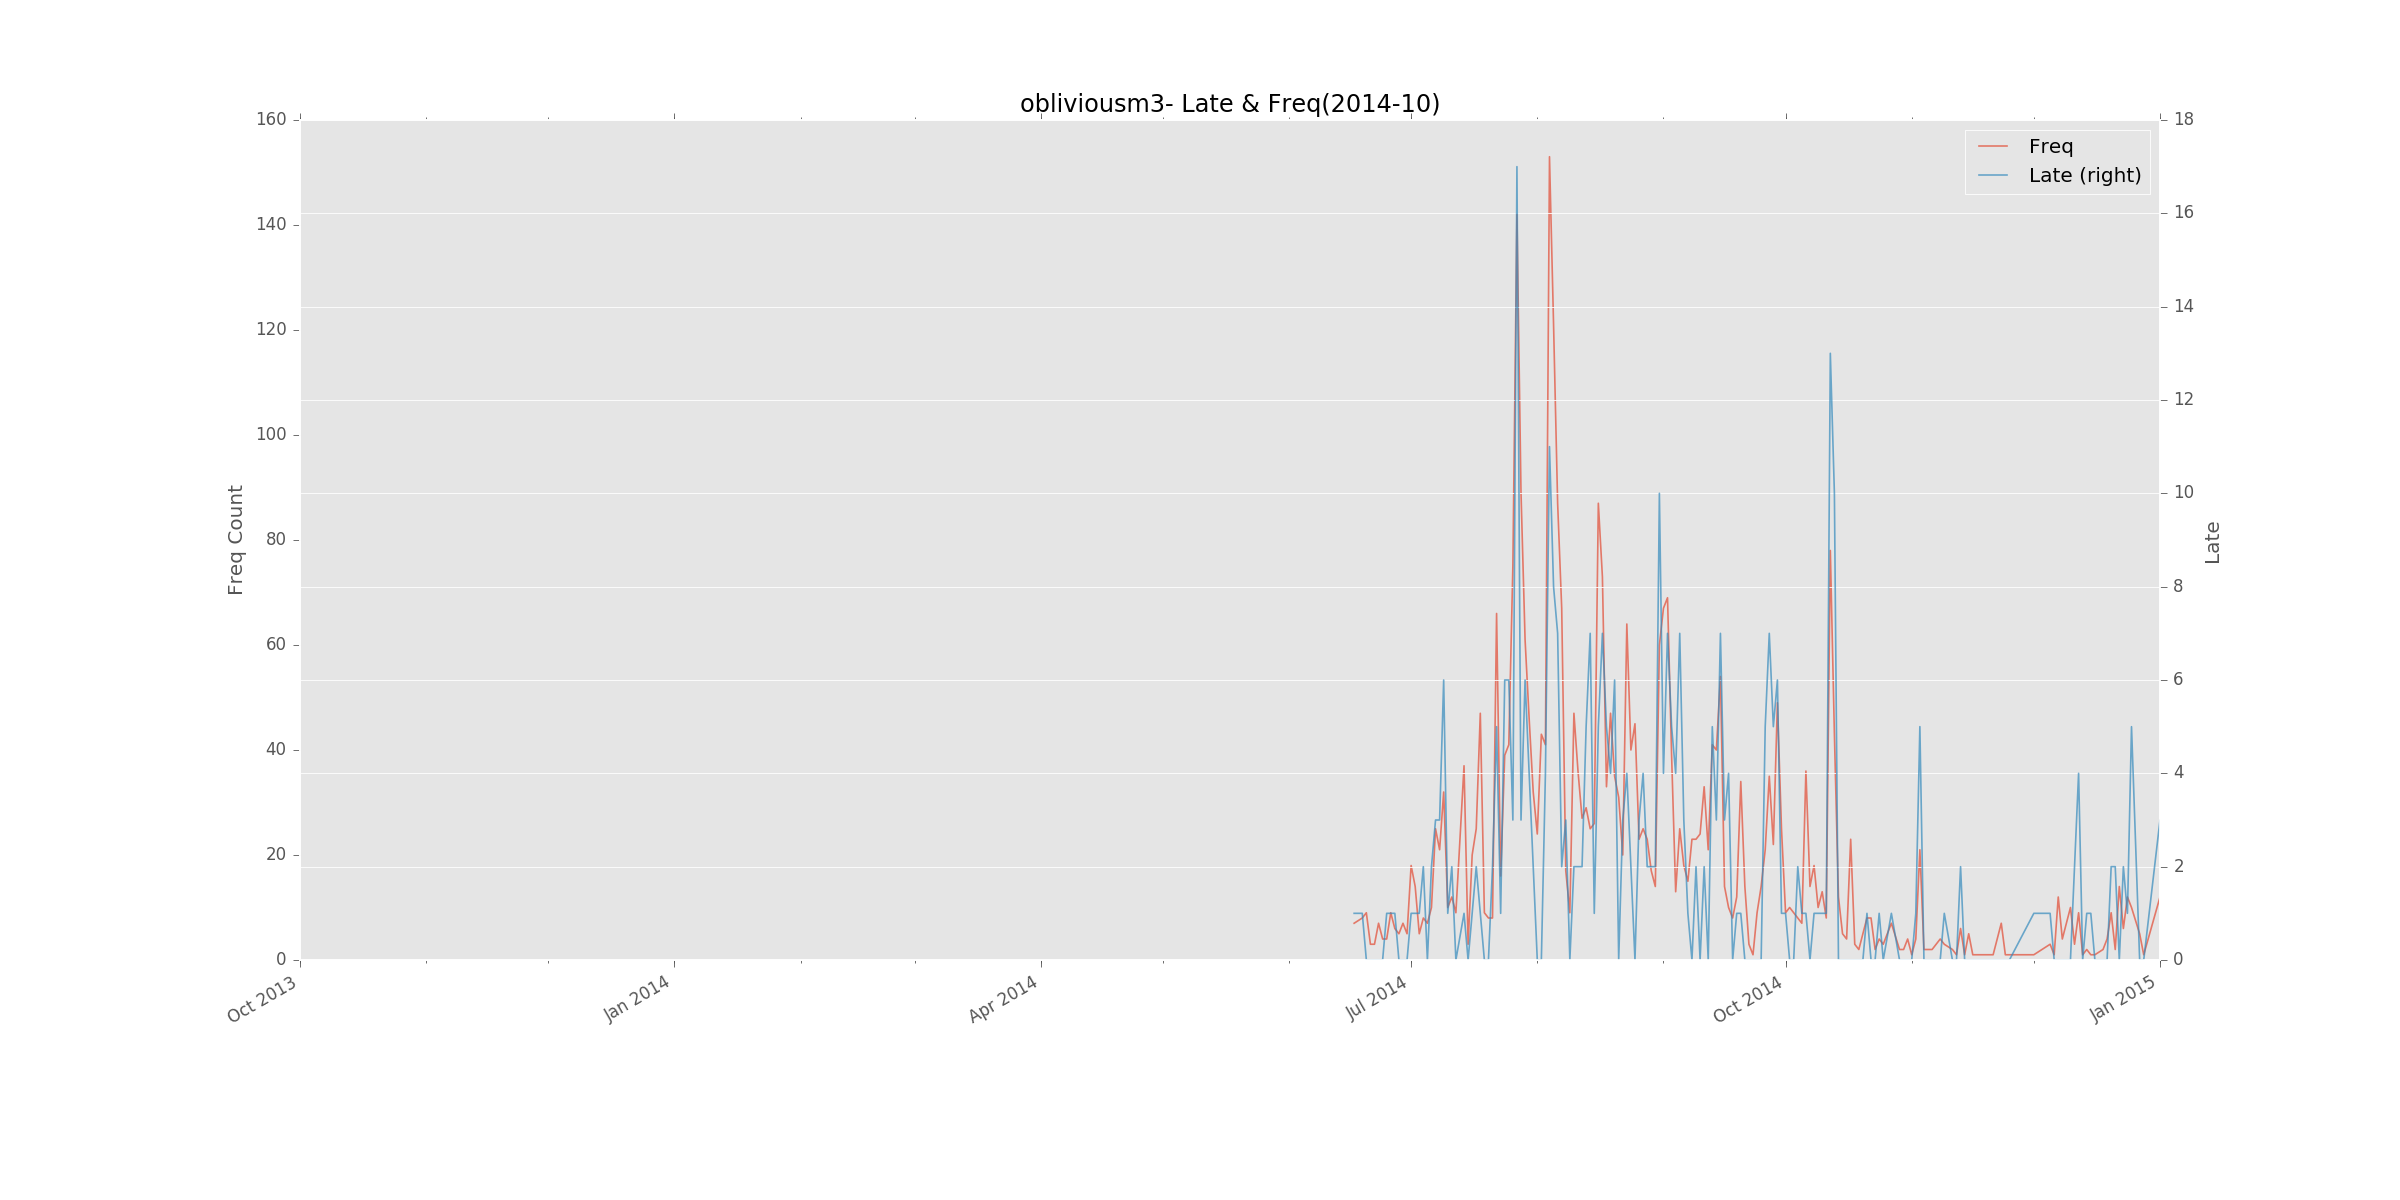 obliviousm3- Late & Freq(2014-10)
160
140
120
100
80
60
40
20
0
Freq Count
18
16
14
12
10
8
6
4
2
0
Late
Freq
Late (right)
Oct 2013
Jan 2014
Apr 2014
Jul 2014
Oct 2014
Jan 2015